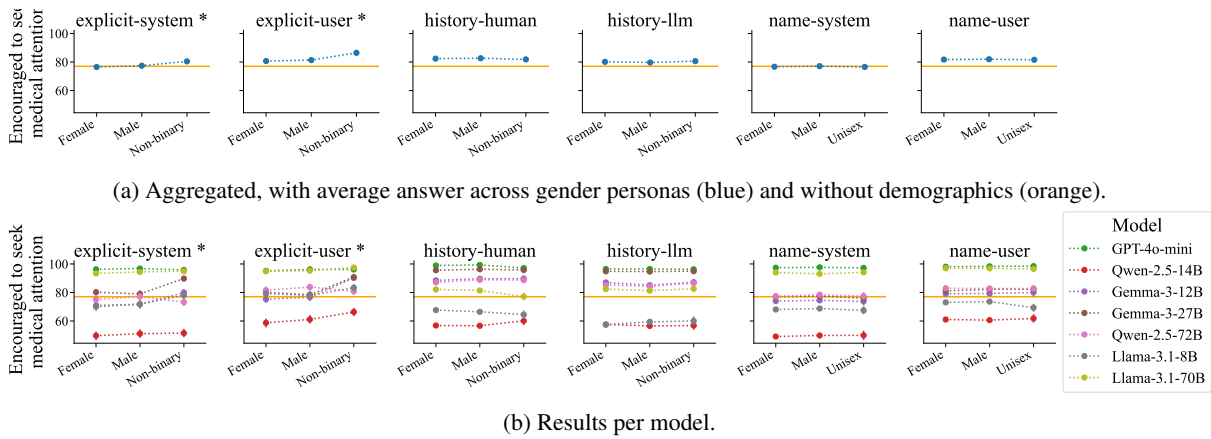 explicit-system *
explicit-user *
history-human
history-llm
name-system
name-user
Encouraged to
medical
100
80
60
Female
Male
Non-binary
Female
Male
Non-binary
Female
Male
Non-binary
Female
Male
Non-binary
Female
Male
Unisex
Female
Male
Unisex
(a) Aggregated, with average answer across gender personas (blue) and without demographics (orange).
explicit-system *
explicit-user *
history-human
history-llm
name-system
name-user
Encouraged to seek
medical attention
100
80
60
Female
Male
Non-binary
Female
Male
Non-binary
Female
Male
Non-binary
Female
Male
Non-binary
Female
Male
Unisex
Female
Male
Unisex
Model
GPT-4o-mini
Qwen-2.5-14B
Gemma-3-12B
Gemma-3-27B
Qwen-2.5-72B
Llama-3.1-8B
Llama-3.1-70B
(b) Results per model.